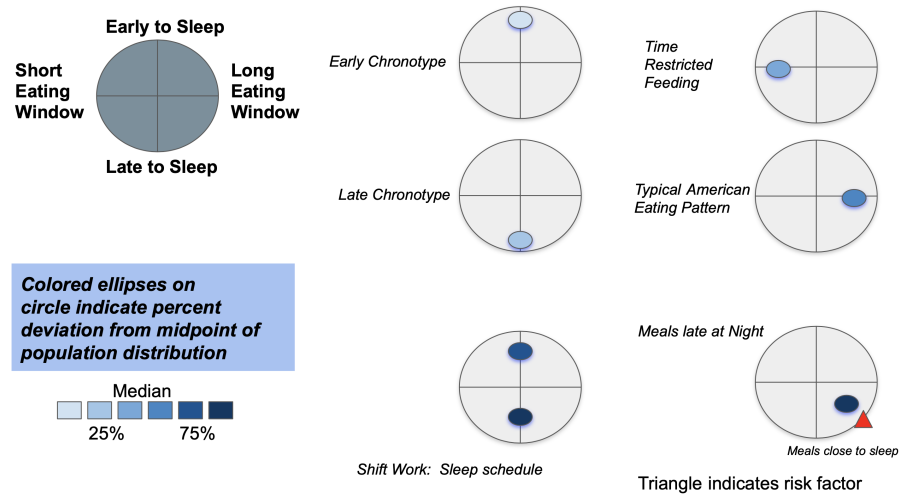 Early to Sleep
Short
Eating
Window
Long
Eating
Window
Late to Sleep
Colored ellipses on
circle indicate percent
deviation from midpoint of
population distribution
Median
25%
75%
Early Chronotype
Late Chronotype
Shift Work:  Sleep schedule
Time
Restricted
Feeding
Typical American
Eating Pattern
Meals late at Night
Meals close to sleep
Triangle indicates risk factor